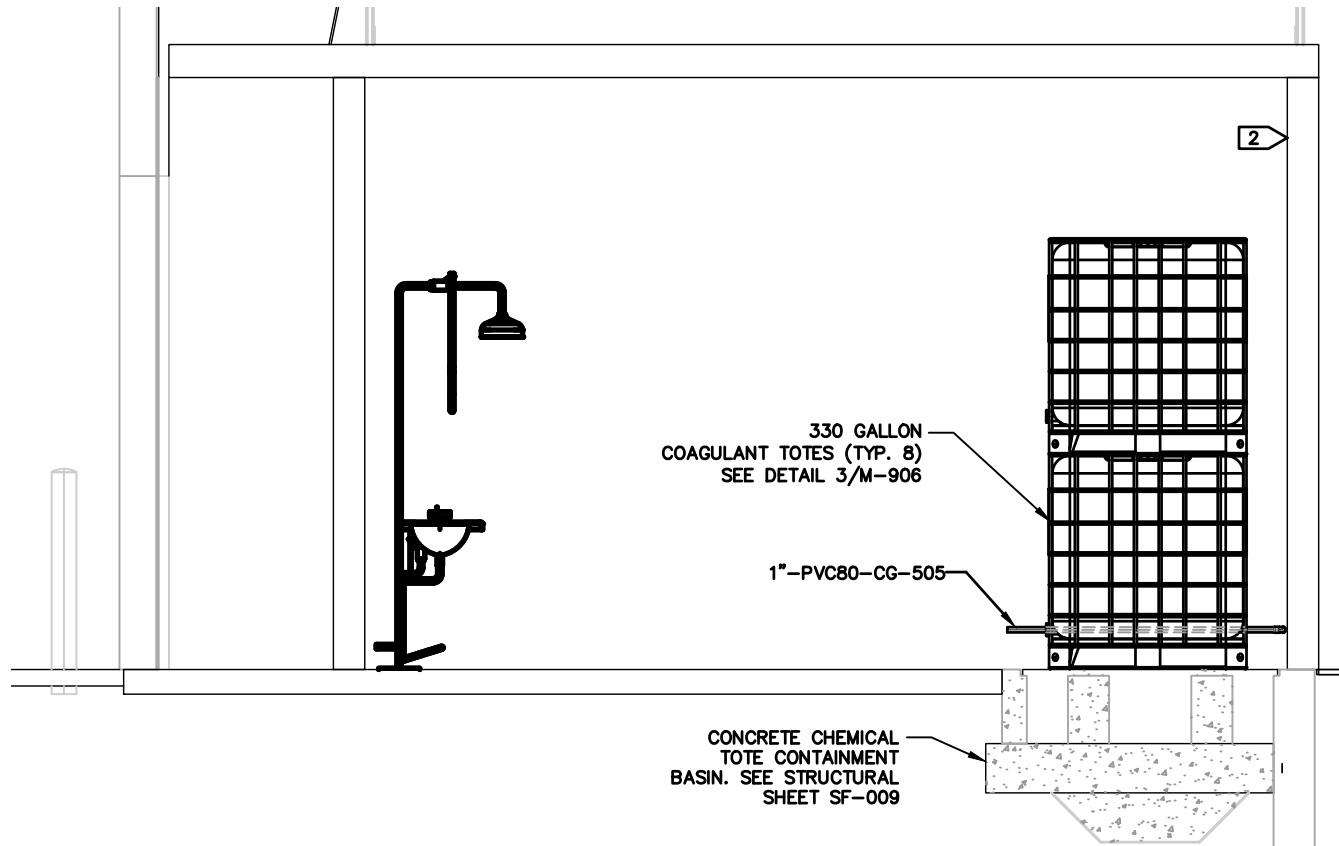 2
330 GALLON
COAGULANT TOTES (TYP. 8)
SEE DETAIL 3/M-906
1"-PVC80-CG-505
CONCRETE CHEMICAL
TOTE CONTAINMENT
BASIN. SEE STRUCTURAL
SHEET SF-009